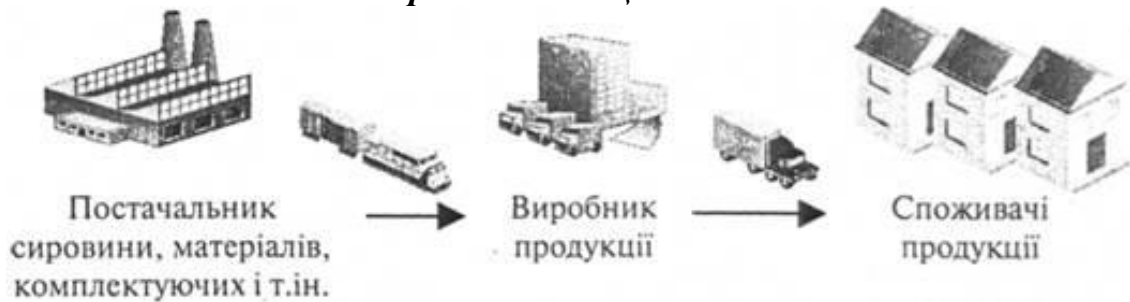 Постачальник
сировини, матеріалів,
комплектуючих і т.ін.
Виробник
продукції
Споживачі
продукції